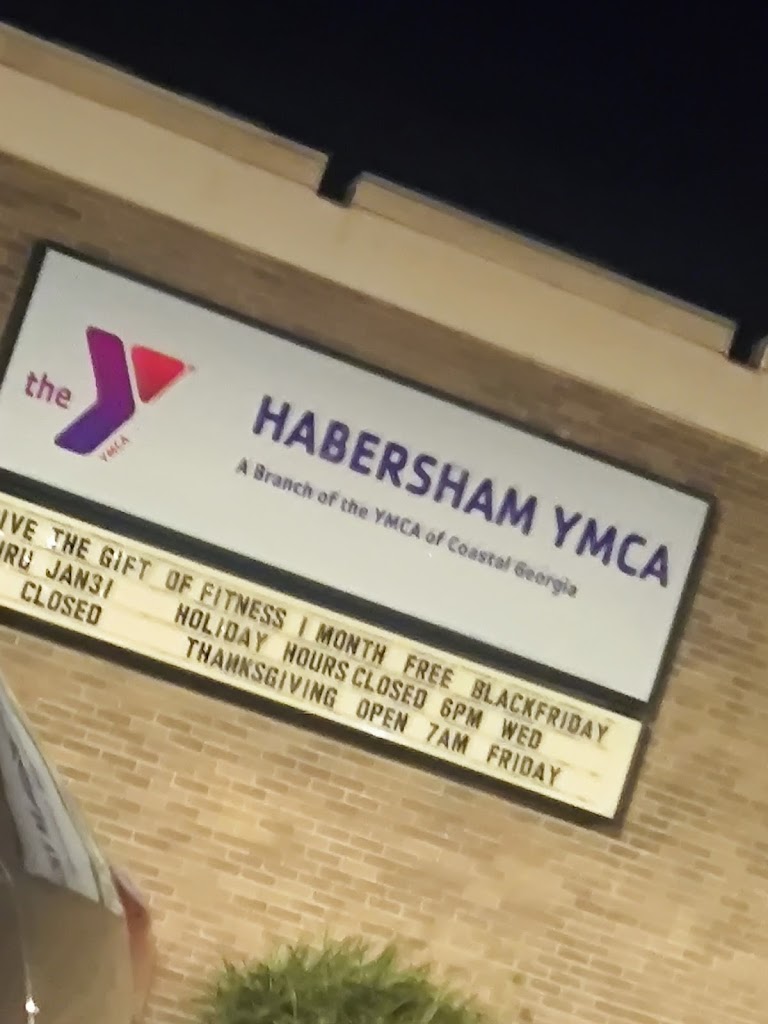 the
YMCA
HABERSHAM YMCA
A Branch of the YMCA of Coastal Georgia
IVE THE GIFT OF FITNESS 1 MONTH FREE BLACKFRIDAY
HRU JAN31 HOLIDAY HOURS CLOSED 6PM WED
CLOSED THANKSGIVING OPEN 7AM FRIDAY